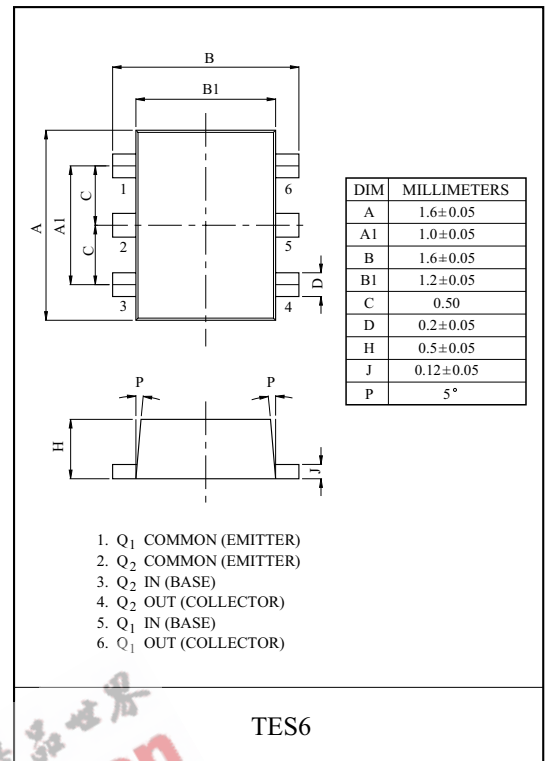 B
B1
A
A1
C
C
D
1
2
3
6
5
4
DIM MILLIMETERS
A 1.6±0.05
A1 1.0±0.05
B 1.6±0.05
B1 1.2±0.05
C 0.50
D 0.2±0.05
H 0.5±0.05
J 0.12±0.05
P 5°
P P
H
J
1. Q1 COMMON (EMITTER)
2. Q2 COMMON (EMITTER)
3. Q2 IN (BASE)
4. Q2 OUT (COLLECTOR)
5. Q1 IN (BASE)
6. Q1 OUT (COLLECTOR)
TES6